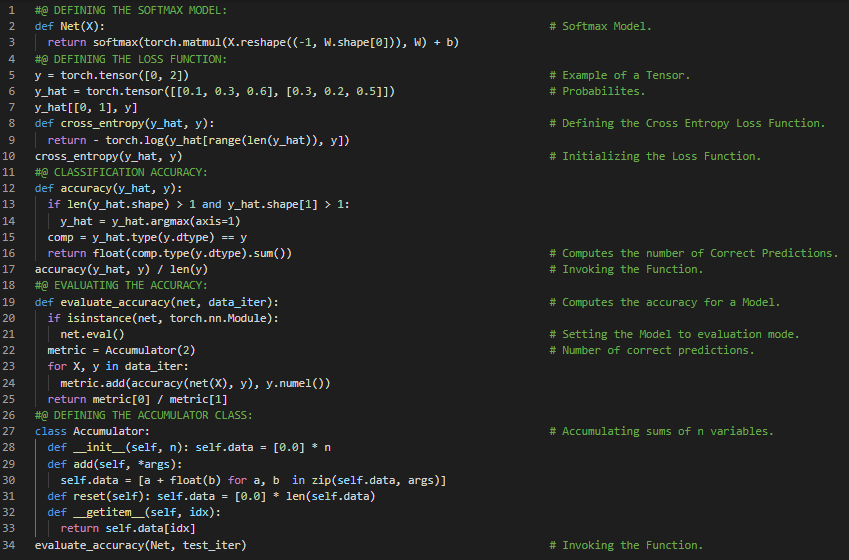 1 #@ DEFINING THE SOFTMAX MODEL:
2 def Net(X): # Softmax Model.
3 return softmax(torch.matmul(X.reshape((-1, W.shape[0])), W) + b)
4 #@ DEFINING THE LOSS FUNCTION:
5 y = torch.tensor([0, 2]) # Example of a Tensor.
6 y_hat = torch.tensor([[0.1, 0.3, 0.6], [0.3, 0.2, 0.5]]) # Probabilites.
7 y_hat[[0, 1], y]
8 def cross_entropy(y_hat, y): # Defining the Cross Entropy Loss Function.
9 return - torch.log(y_hat[range(len(y_hat)), y])
10 cross_entropy(y_hat, y) # Initializing the Loss Function.
11 #@ CLASSIFICATION ACCURACY:
12 def accuracy(y_hat, y):
13 if len(y_hat.shape) > 1 and y_hat.shape[1] > 1:
14 y_hat = y_hat.argmax(axis=1)
15 comp = y_hat.type(y.dtype) == y
16 return float(comp.type(y.dtype).sum()) # Computes the number of Correct Predictions.
17 accuracy(y_hat, y) / len(y) # Invoking the Function.
18 #@ EVALUATING THE ACCURACY:
19 def evaluate_accuracy(net, data_iter): # Computes the accuracy for a Model.
20 if isinstance(net, torch.nn.Module):
21 net.eval() # Setting the Model to evaluation mode.
22 metric = Accumulator(2) # Number of correct predictions.
23 for X, y in data_iter:
24 metric.add(accuracy(net(X), y), y.numel())
25 return metric[0] / metric[1]
26 #@ DEFINING THE ACCUMULATOR CLASS:
27 class Accumulator: # Accumulating sums of n variables.
28 def __init__(self, n): self.data = [0.0] * n
29 def add(self, *args):
30 self.data = [a + float(b) for a, b  in zip(self.data, args)]
31 def reset(self): self.data = [0.0] * len(self.data)
32 def __getitem__(self, idx):
33 return self.data[idx]
34 evaluate_accuracy(Net, test_iter) # Invoking the Function.